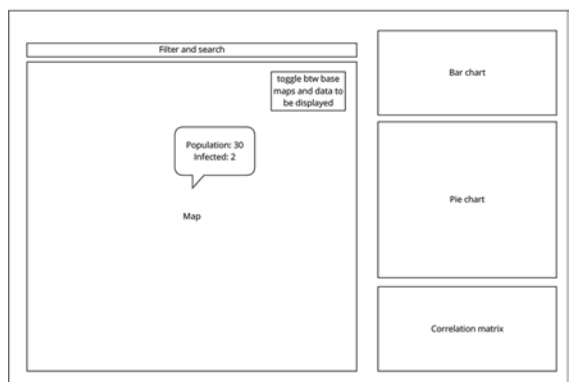 Filter and search
toggle btw base
maps and data to
be displayed
Population: 30
Infected: 2
Map
Bar chart
Pie chart
Correlation matrix